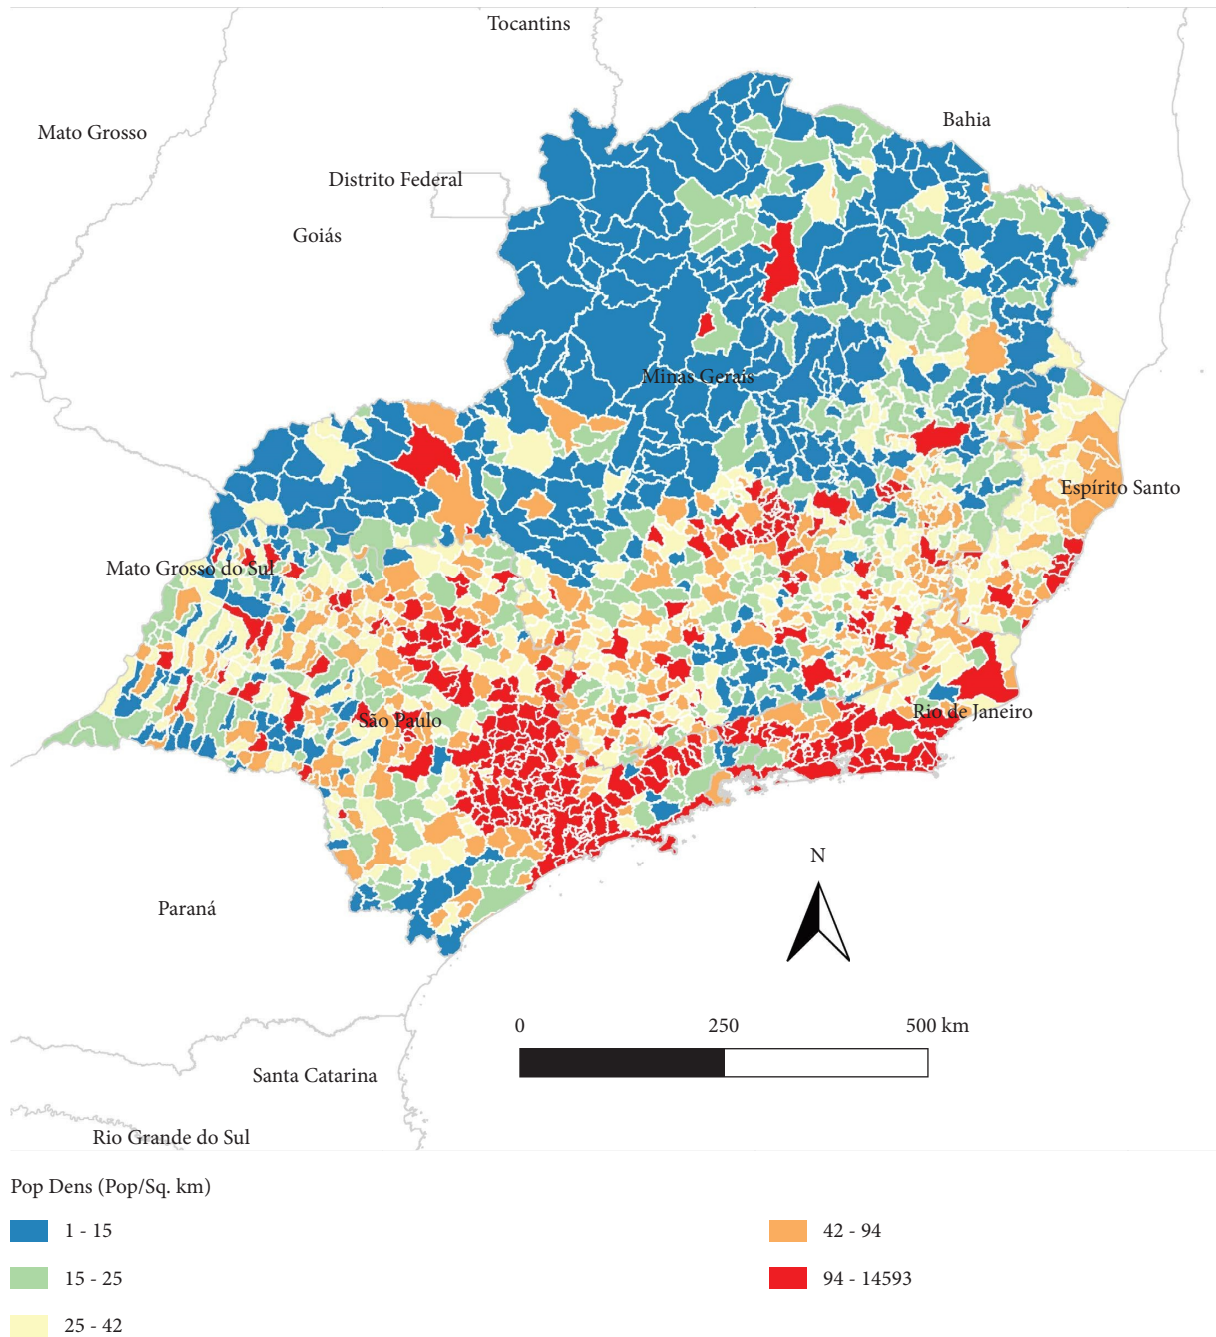 Tocantins
Bahia
Mato Grosso
Distrito Federal
Goiás
Minas Gerais
Espírito Santo
Mato Grosso do Sul
Rio de Janeiro
São Paulo
N
Paraná
0 250 500 km
Santa Catarina
Rio Grande do Sul
Pop Dens (Pop/Sq. km)
1 - 15
15 - 25
25 - 42
42 - 94
94 - 14593